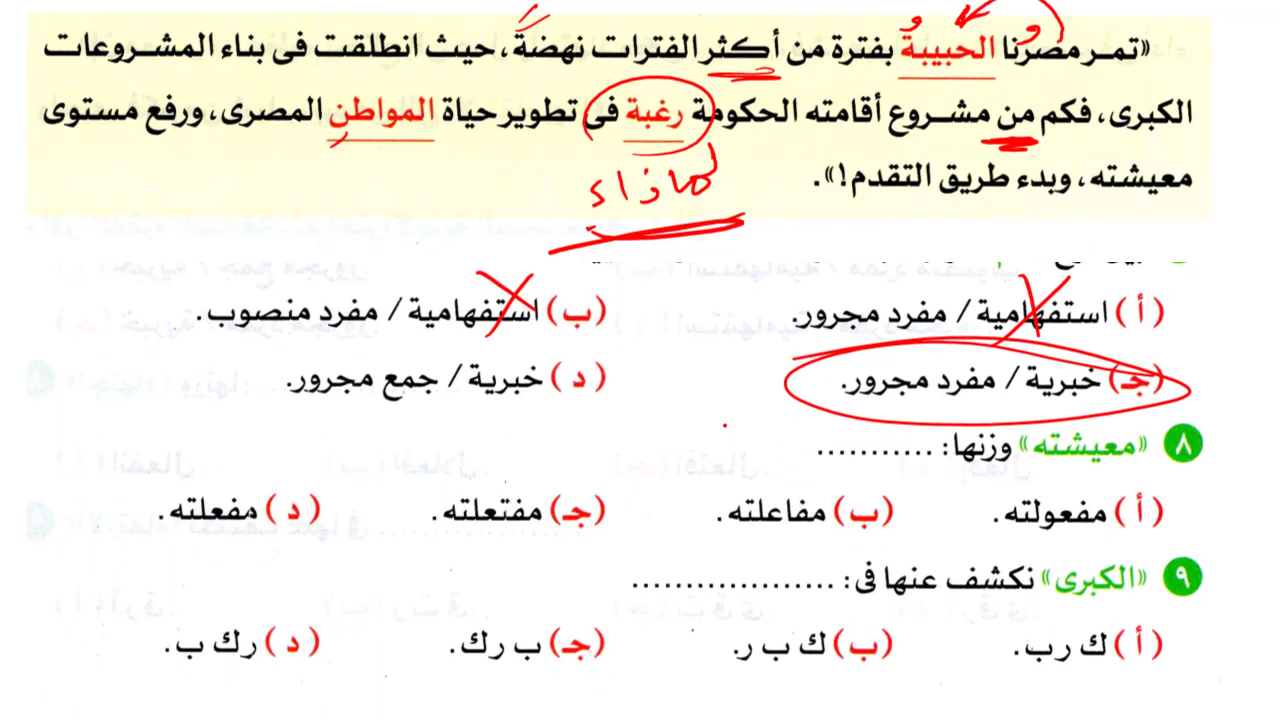 «تمر مصرنا الحبيبة بفترة من أكثر الفترات نهضة، حيث انطلقت فى بناء المشروعات
الكبرى، فكم من مشروع أقامته الحكومة رغبة فى تطوير حياة المواطن المصرى، ورفع مستوى
معيشته، وبدء طريق التقدم!».
لماذا
(أ) استفهامية / مفرد مجرور. (ب) استفهامية / مفرد منصوب.
(جـ) خبرية / مفرد مجرور. (د) خبرية / جمع مجرور.
٨ «معيشته» وزنها: ...........
(أ) مفعولته. (ب) مفاعلته. (جـ) مفتعلته. (د) مفعلته.
٩ «الكبرى» نكشف عنها فى: ...................
(أ) ك ر ب. (ب) ك ب ر. (جـ) ب ر ك. (د) ر ك ب.